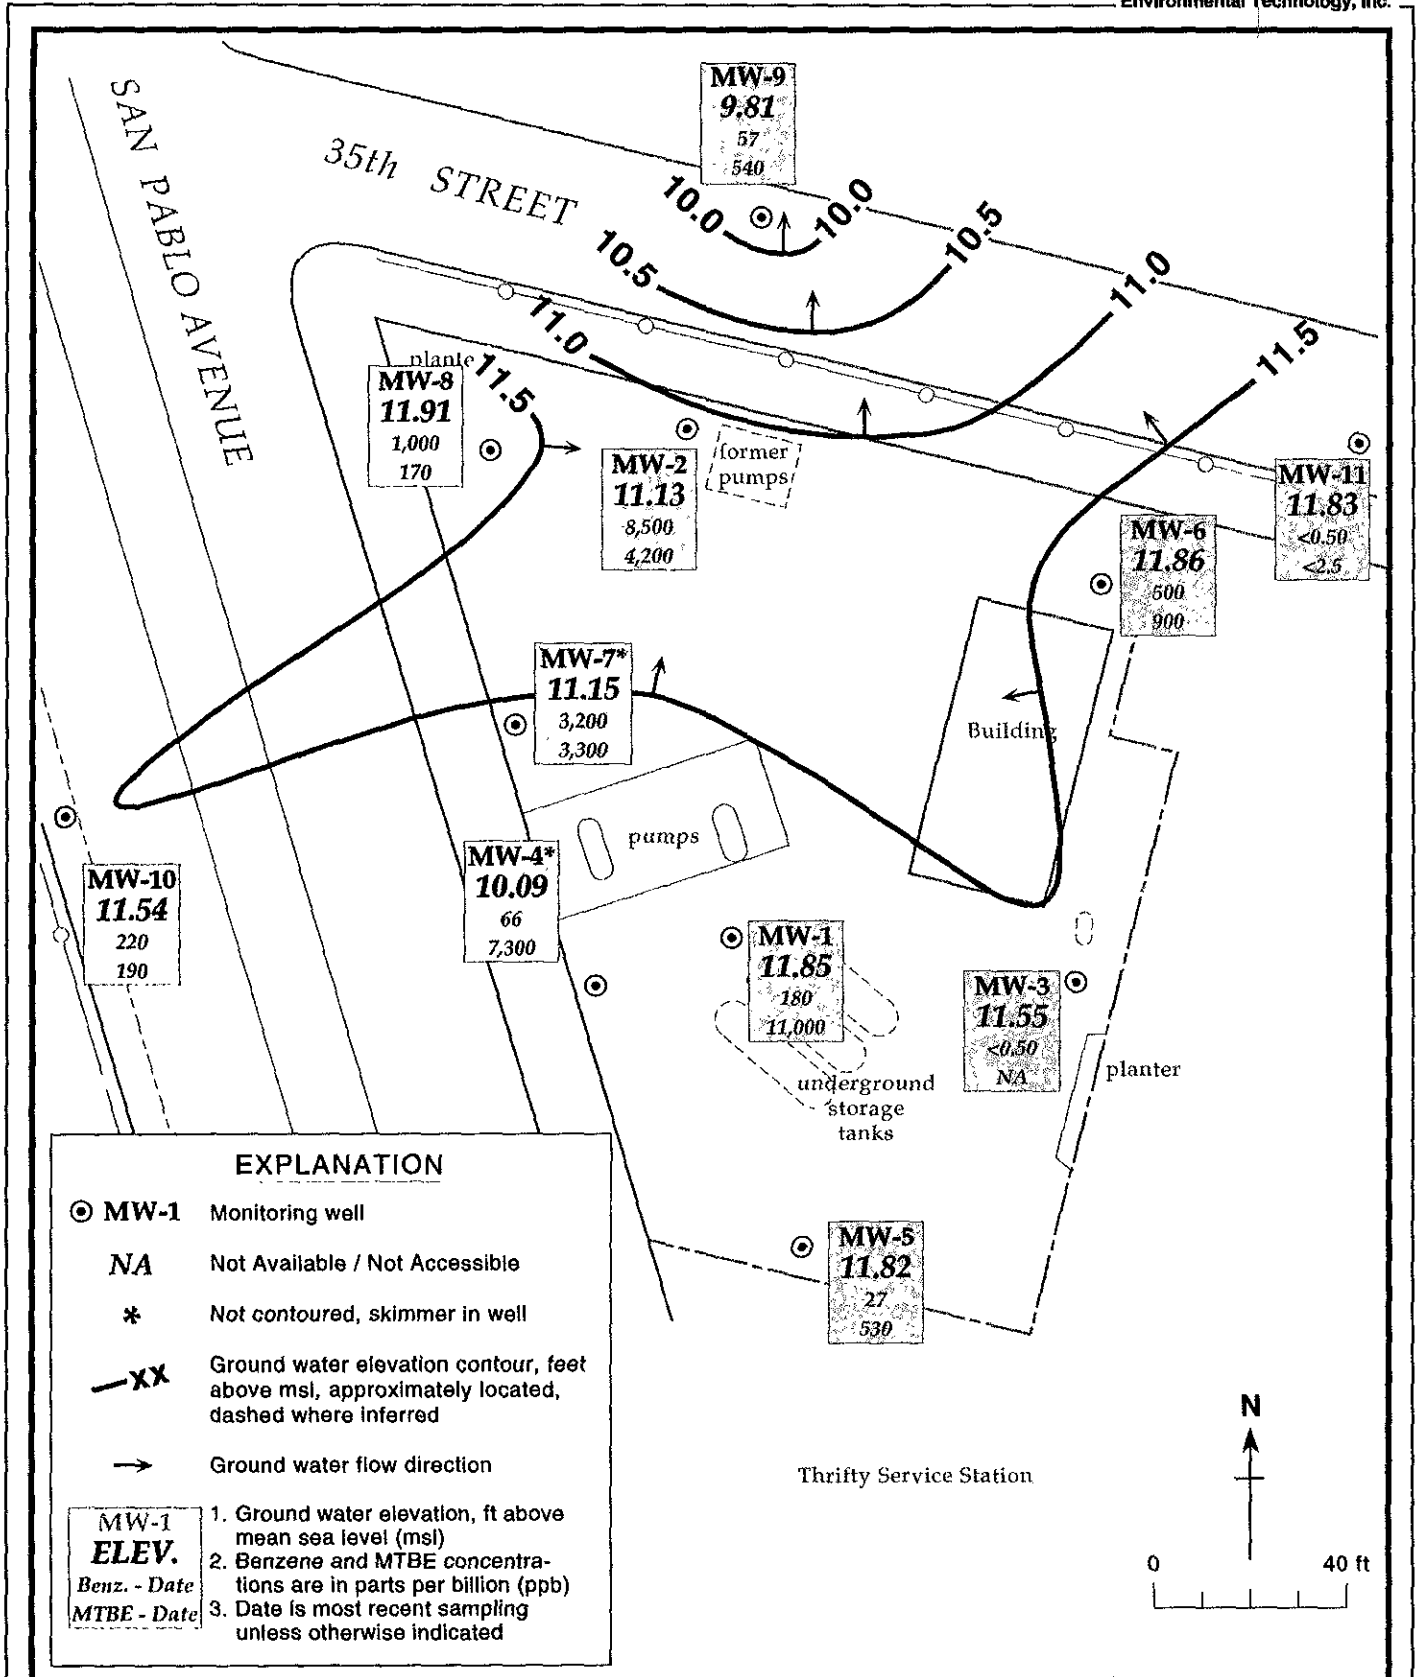 Environmental Technology, Inc.
SAN PABLO AVENUE
35th STREET
MW-9
9.81
57
540
10.0
10.0
10.5
10.5
11.0
11.0
11.5
11.5
plante
MW-8
11.91
1,000
170
MW-2
11.13
8,500
4,200
former
pumps
MW-11
11.83
<0.50
<2.5
MW-6
11.86
500
900
MW-7*
11.15
3,200
3,300
Building
pumps
MW-10
11.54
220
190
MW-4*
10.09
66
7,300
MW-1
11.85
180
11,000
MW-3
11.55
<0.50
NA
planter
underground
storage
tanks
MW-5
11.82
27
530
EXPLANATION
MW-1 Monitoring well
NA Not Available / Not Accessible
* Not contoured, skimmer in well
XX Ground water elevation contour, feet
above msl, approximately located,
dashed where inferred
Ground water flow direction
MW-1
ELEV.
Benz. - Date
MTBE - Date
1. Ground water elevation, ft above
mean sea level (msl)
2. Benzene and MTBE concentra-
tions are in parts per billion (ppb)
3. Date is most recent sampling
unless otherwise indicated
Thrifty Service Station
N
0 40 ft